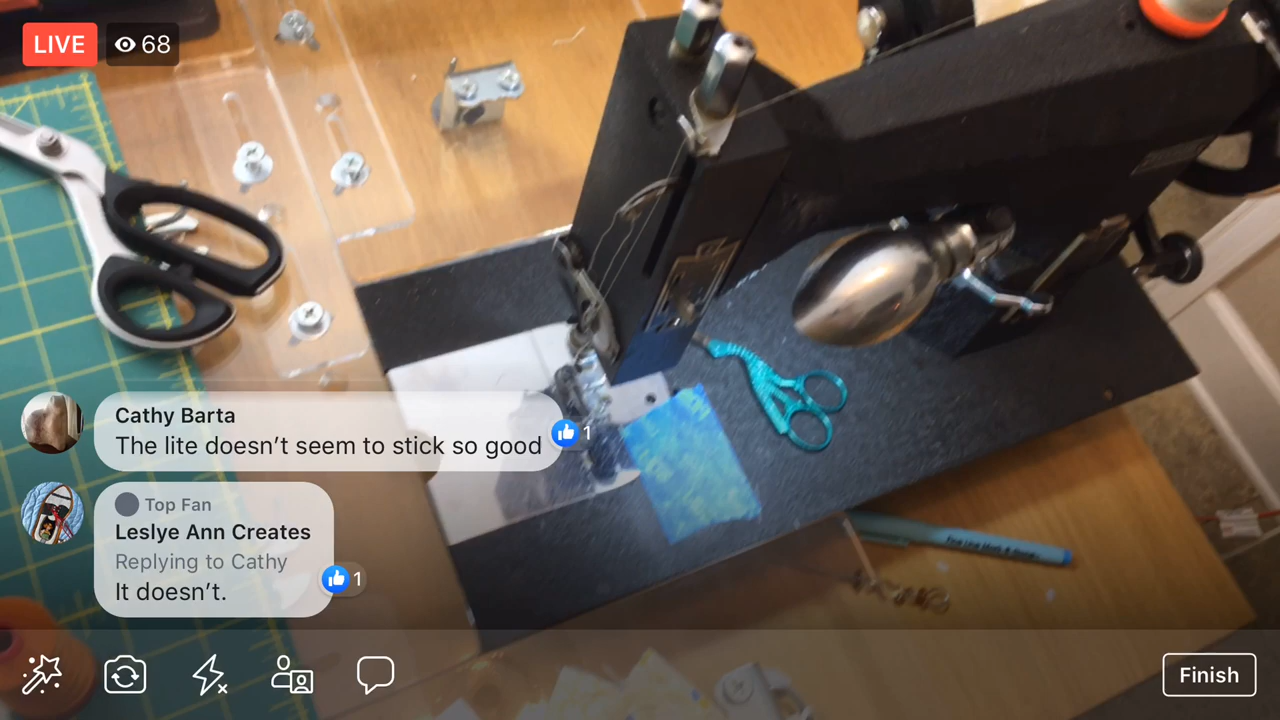 LIVE 68
Cathy Barta
The lite doesn't seem to stick so good
1
Top Fan
Leslye Ann Creates
Replying to Cathy
It doesn't.
1
Finish